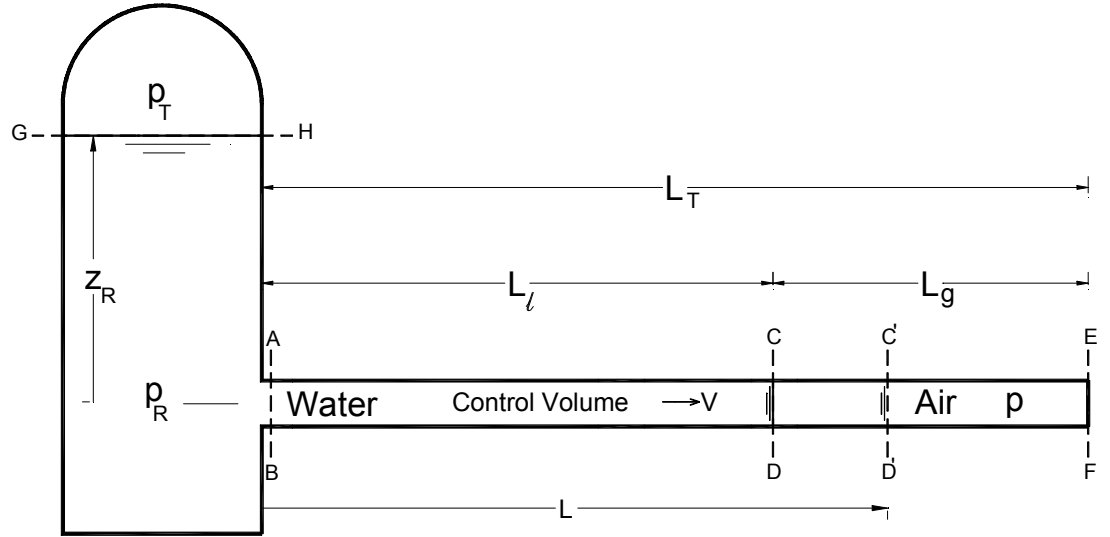 p_T
G H
L_T
z_R
L_ℓ L_g
A C C' E
p_R Water Control Volume V Air p
B D D' F
L